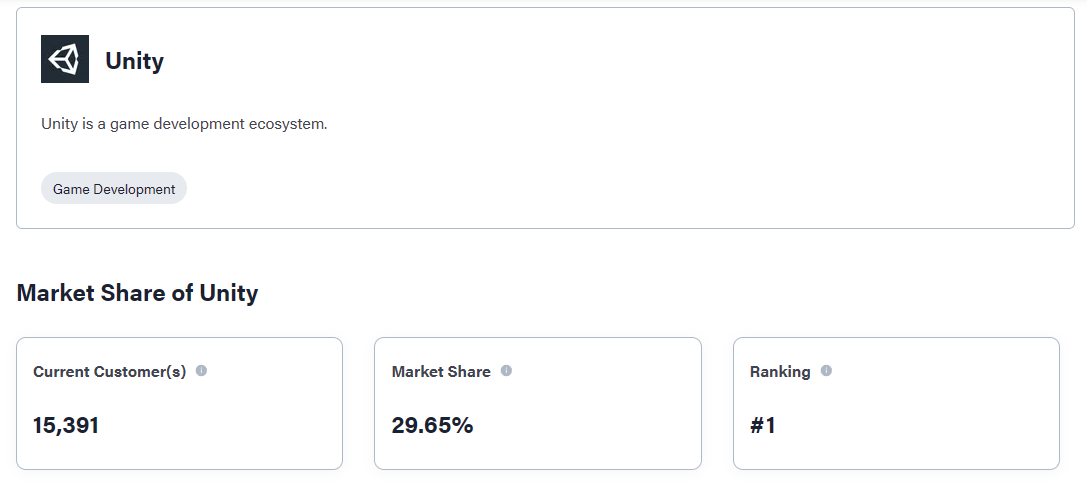 Unity
Unity is a game development ecosystem.
Game Development
Market Share of Unity
Current Customer(s)
15,391
Market Share
29.65%
Ranking
#1